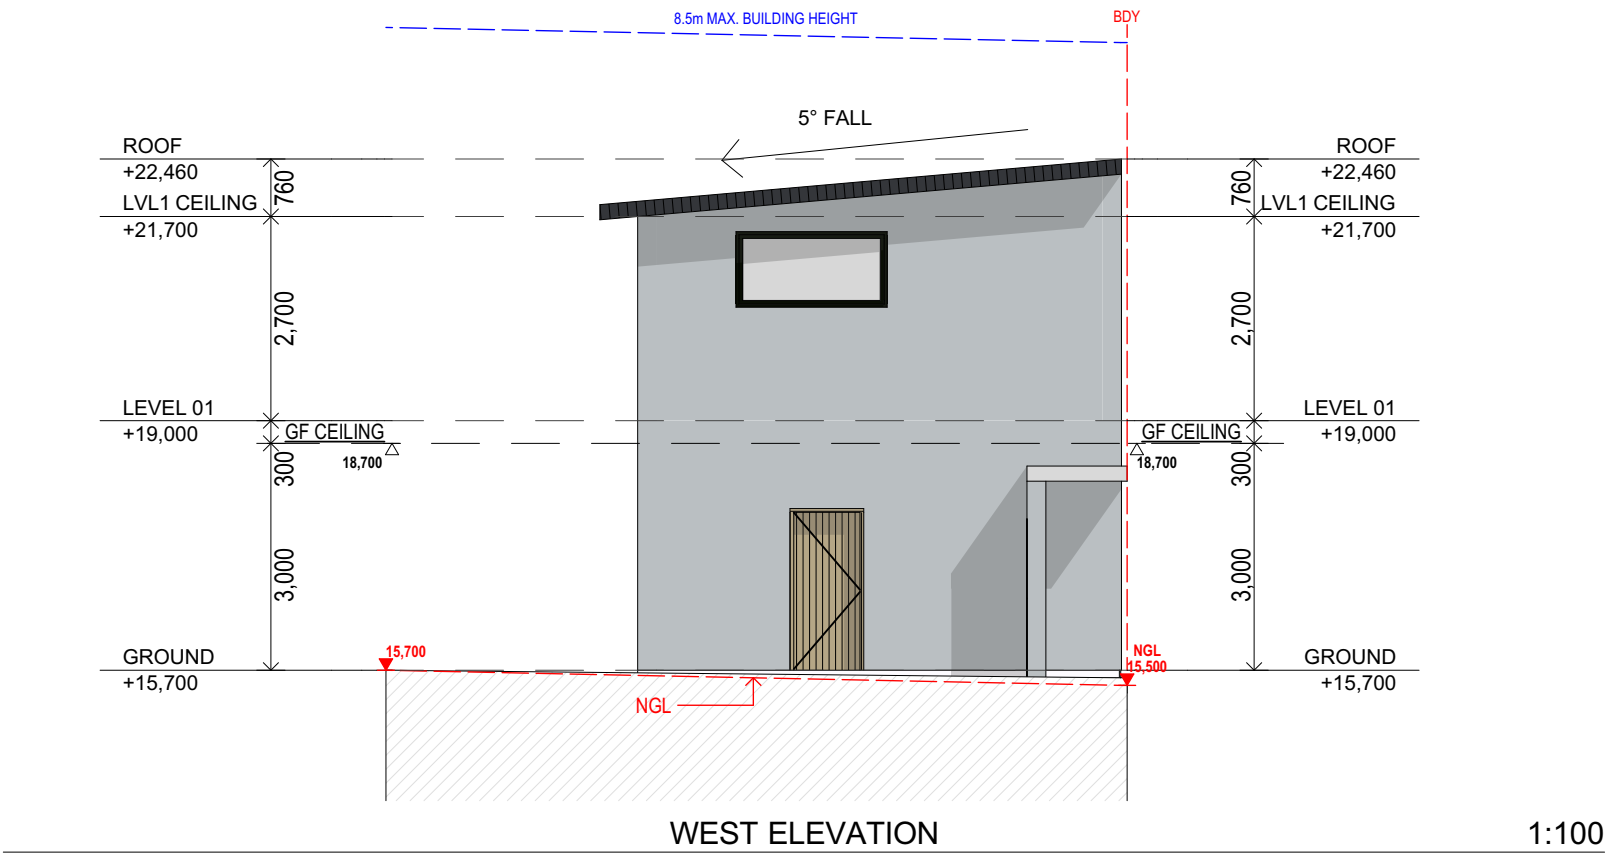 8.5m MAX. BUILDING HEIGHT
BDY
5° FALL
ROOF
+22,460
760
LVL1 CEILING
+21,700
2,700
LEVEL 01
+19,000
GF CEILING
18,700
300
3,000
GROUND
+15,700
15,700
ROOF
+22,460
760
LVL1 CEILING
+21,700
2,700
LEVEL 01
+19,000
GF CEILING
18,700
300
3,000
NGL
15,500
GROUND
+15,700
NGL
WEST ELEVATION
1:100